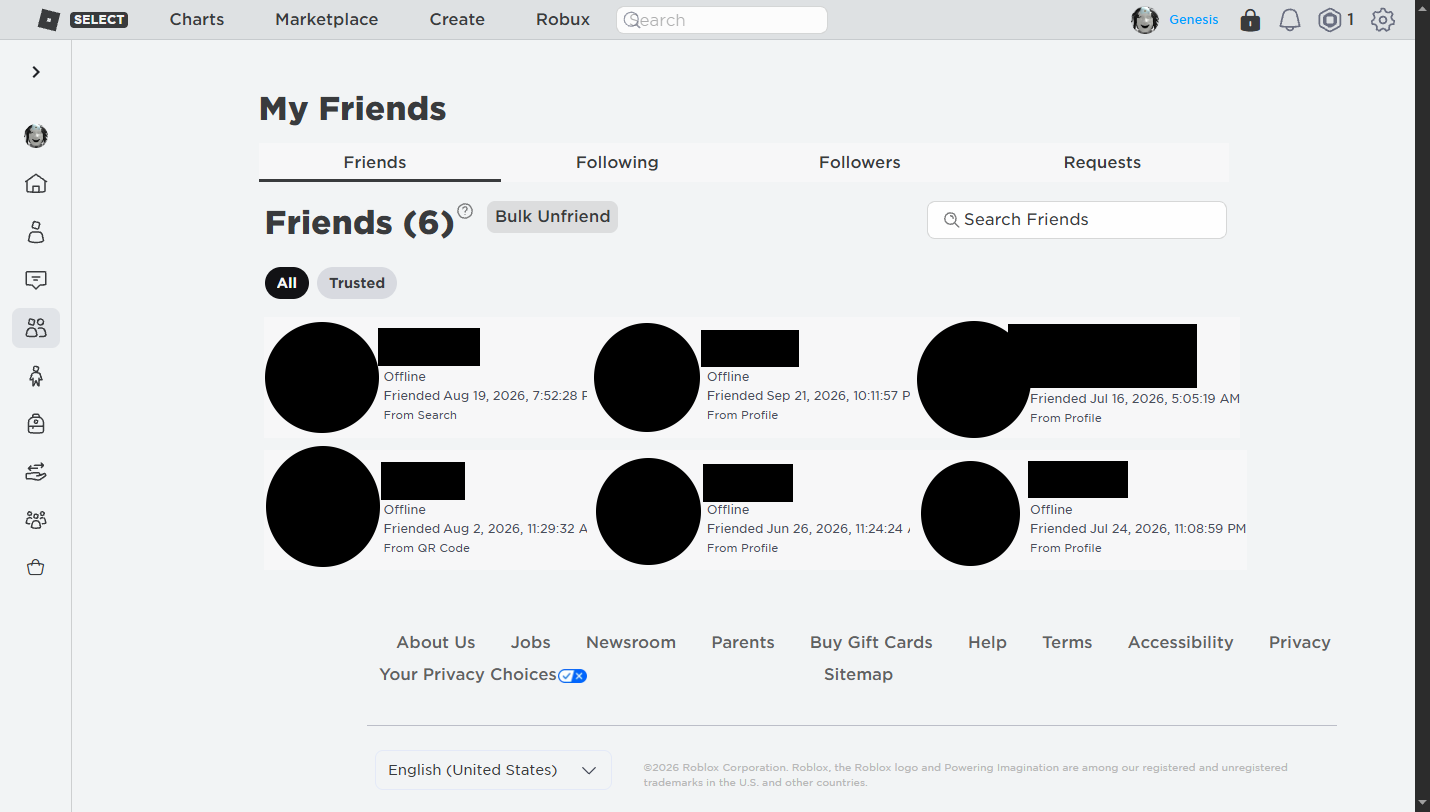 SELECT Charts Marketplace Create Robux Search Genesis 1
My Friends
Friends Following Followers Requests
Friends (6) ? Bulk Unfriend Search Friends
All Trusted
Offline
Friended Aug 19, 2026, 7:52:28
From Search
Offline
Friended Sep 21, 2026, 10:11:57 P
From Profile
Friended Jul 16, 2026, 5:05:19 AM
From Profile
Offline
Friended Aug 2, 2026, 11:29:32 A
From QR Code
Offline
Friended Jun 26, 2026, 11:24:24
From Profile
Offline
Friended Jul 24, 2026, 11:08:59 PM
From Profile
About Us Jobs Newsroom Parents Buy Gift Cards Help Terms Accessibility Privacy
Your Privacy Choices Sitemap
English (United States)
©2026 Roblox Corporation. Roblox, the Roblox logo and Powering Imagination are among our registered and unregistered
trademarks in the U.S. and other countries.